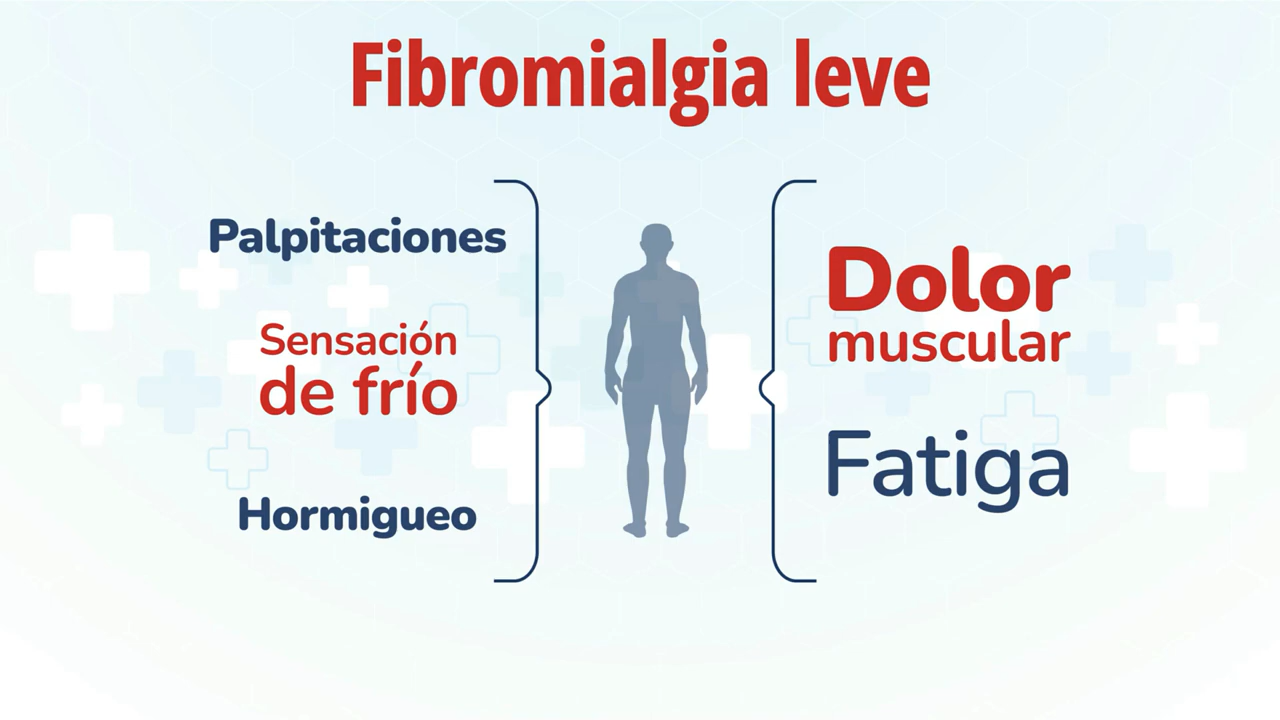 Fibromialgia leve
Palpitaciones
Sensación
de frío
Hormigueo
Dolor
muscular
Fatiga